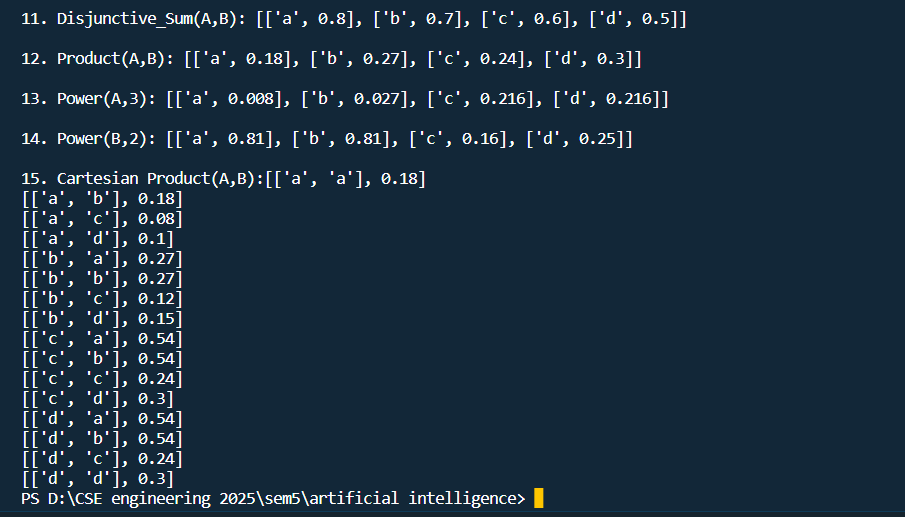 11. Disjunctive_Sum(A,B): [['a', 0.8], ['b', 0.7], ['c', 0.6], ['d', 0.5]]
12. Product(A,B): [['a', 0.18], ['b', 0.27], ['c', 0.24], ['d', 0.3]]
13. Power(A,3): [['a', 0.008], ['b', 0.027], ['c', 0.216], ['d', 0.216]]
14. Power(B,2): [['a', 0.81], ['b', 0.81], ['c', 0.16], ['d', 0.25]]
15. Cartesian Product(A,B):[['a', 'a'], 0.18]
[['a', 'b'], 0.18]
[['a', 'c'], 0.08]
[['a', 'd'], 0.1]
[['b', 'a'], 0.27]
[['b', 'b'], 0.27]
[['b', 'c'], 0.12]
[['b', 'd'], 0.15]
[['c', 'a'], 0.54]
[['c', 'b'], 0.54]
[['c', 'c'], 0.24]
[['c', 'd'], 0.3]
[['d', 'a'], 0.54]
[['d', 'b'], 0.54]
[['d', 'c'], 0.24]
[['d', 'd'], 0.3]
PS D:\CSE engineering 2025\sem5\artificial intelligence>